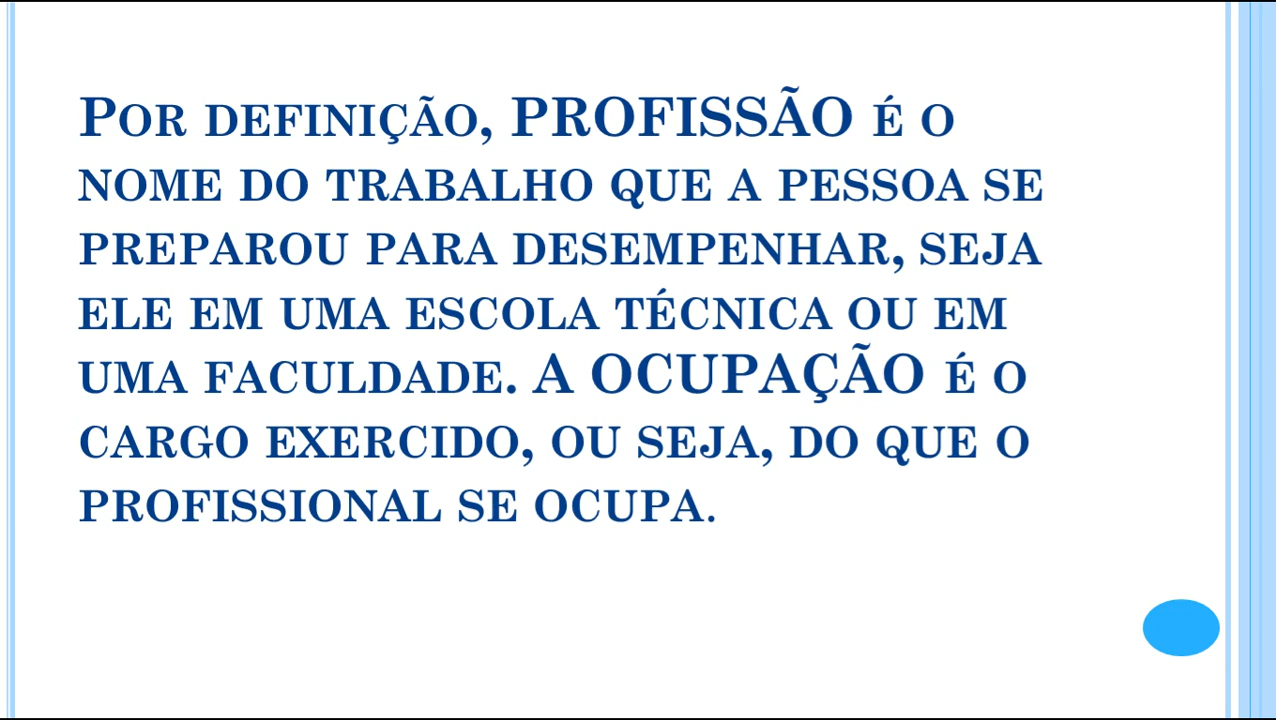 Por definição, PROFISSÃO é o
nome do trabalho que a pessoa se
preparou para desempenhar, seja
ele em uma escola técnica ou em
uma faculdade. A OCUPAÇÃO é o
cargo exercido, ou seja, do que o
profissional se ocupa.